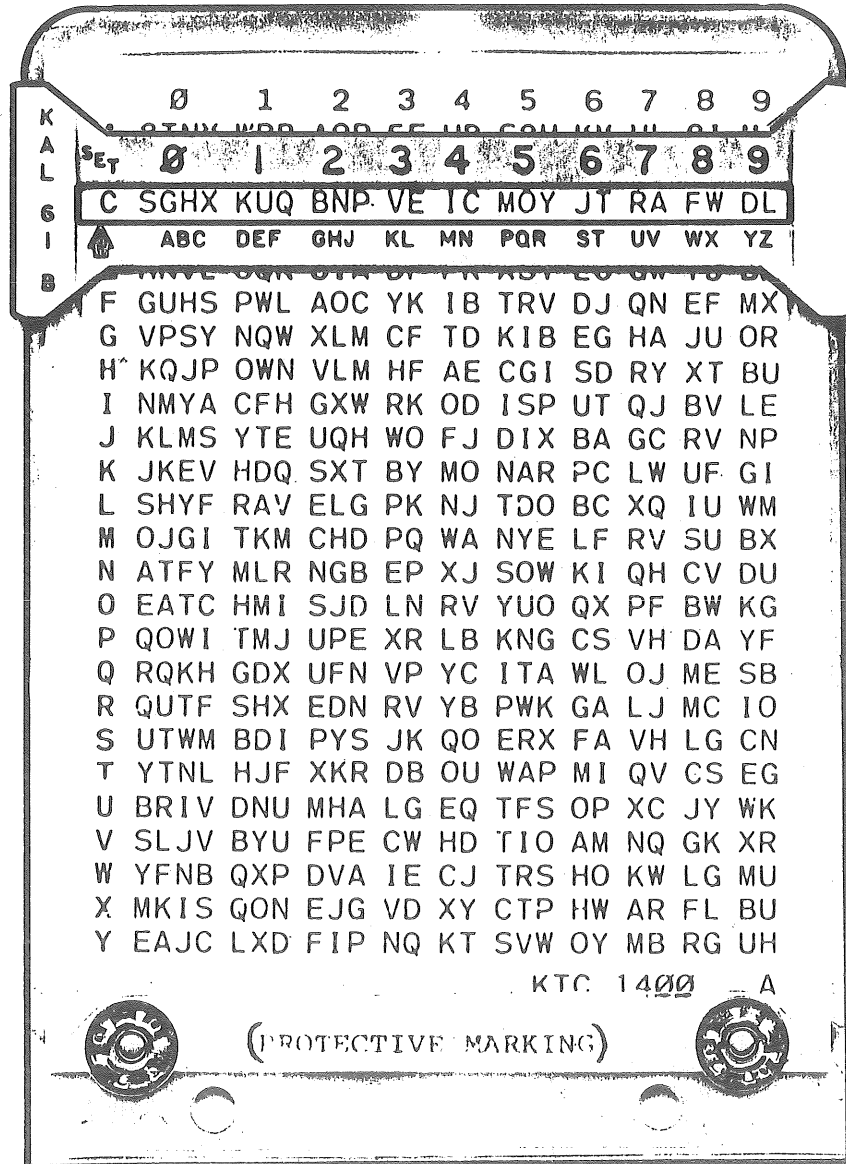 0 1 2 3 4 5 6 7 8 9
KAL 61 B
SET 0 1 2 3 4 5 6 7 8 9
C SGHX KUQ BNP VE IC MOY JT RA FW DL
ABC DEF GHJ KL MN PQR ST UV WX YZ
F GUHS PWL AOC YK IB TRV DJ QN EF MX
G VPSY NQW XLM CF TD KIB EG HA JU OR
H KQJP OWN VLM HF AE CGI SD RY XT BU
I NMYA CFH GXW RK OD ISP UT QJ BV LE
J KLMS YTE UQH WO FJ DIX BA GC RV NP
K JKEV HDQ SXT BY MO NAR PC LW UF GI
L SHYF RAV ELG PK NJ TDO BC XQ IU WM
M OJGI TKM CHD PQ WA NYE LF RV SU BX
N ATFY MLR NGB EP XJ SOW KI QH CV DU
O EATC HMI SJD LN RV YUO QX PF BW KG
P QOWI TMJ UPE XR LB KNG CS VH DA YF
Q RQKH GDX UFN VP YC ITA WL OJ ME SB
R QUTF SHX EDN RV YB PWK GA LJ MC IO
S UTWM BDI PYS JK QO ERX FA VH LG CN
T YTNL HJF XKR DB OU WAP MI QV CS EG
U BRIV DNU MHA LG EQ TFS OP XC JY WK
V SLJV BYU FPE CW HD TIO AM NQ GK XR
W YFNB QXP DVA IE CJ TRS HO KW LG MU
X MKIS QON EJG VD XY CTP HW AR FL BU
Y EAJC LXD FIP NQ KT SVW OY MB RG UH
KTC 1400 A
(PROTECTIVE MARKING)